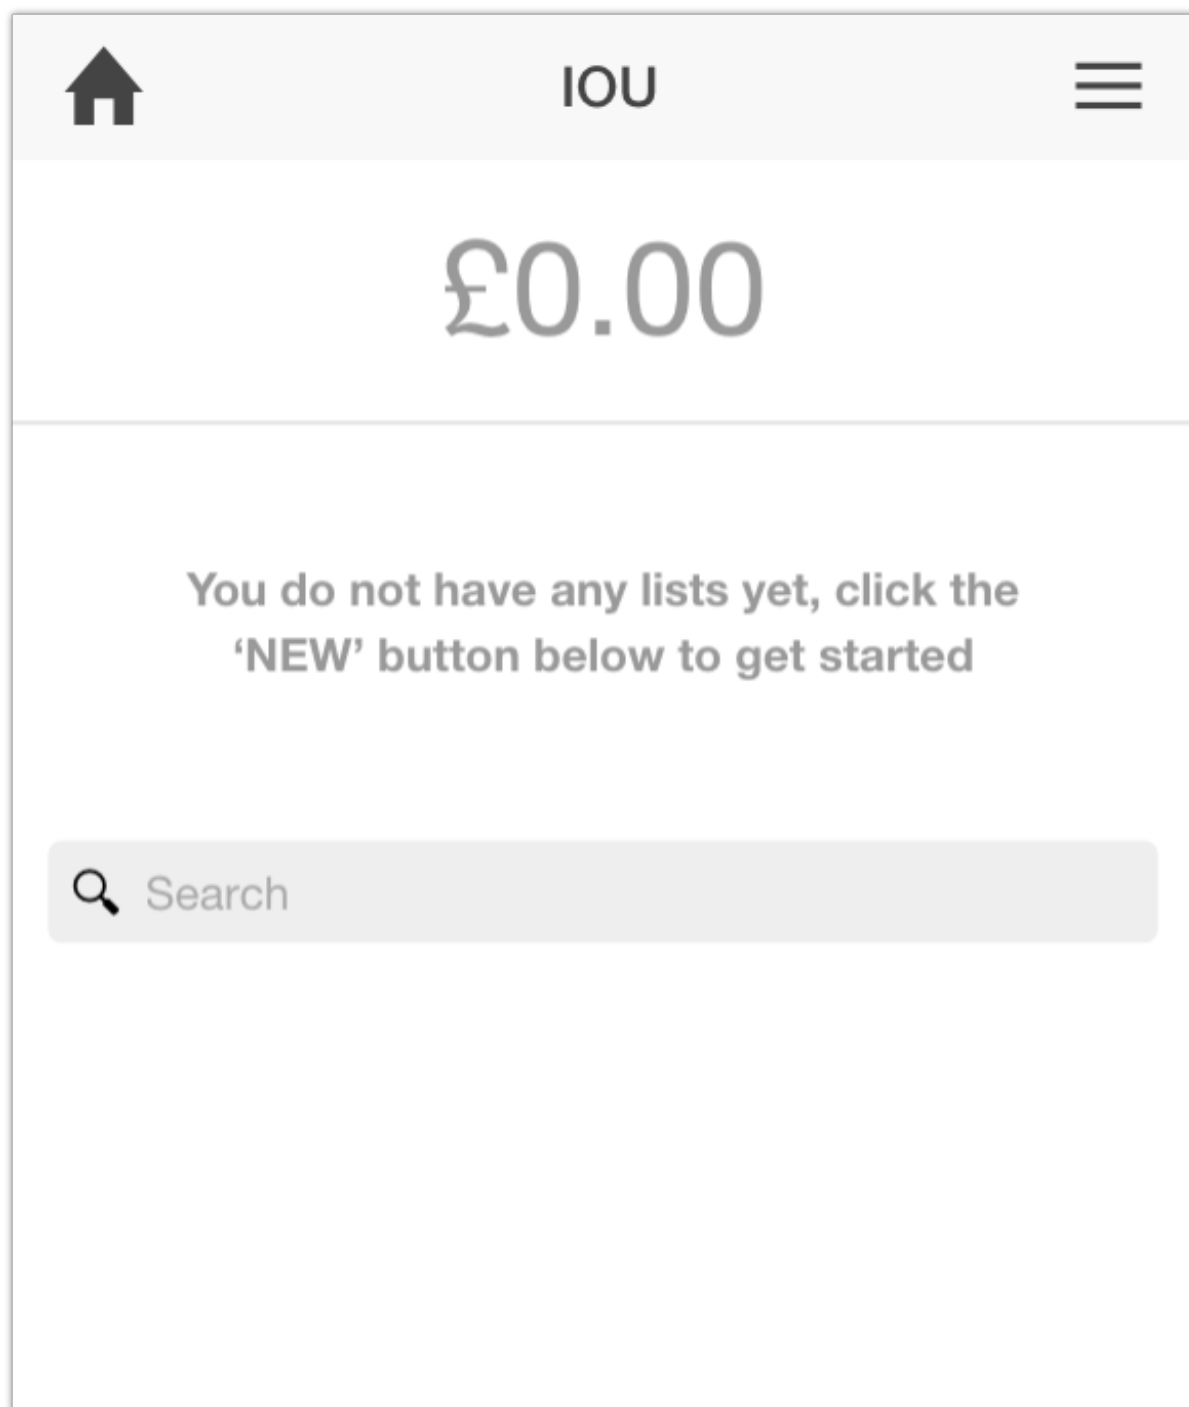 IOU
£0.00
You do not have any lists yet, click the
‘NEW’ button below to get started
Search